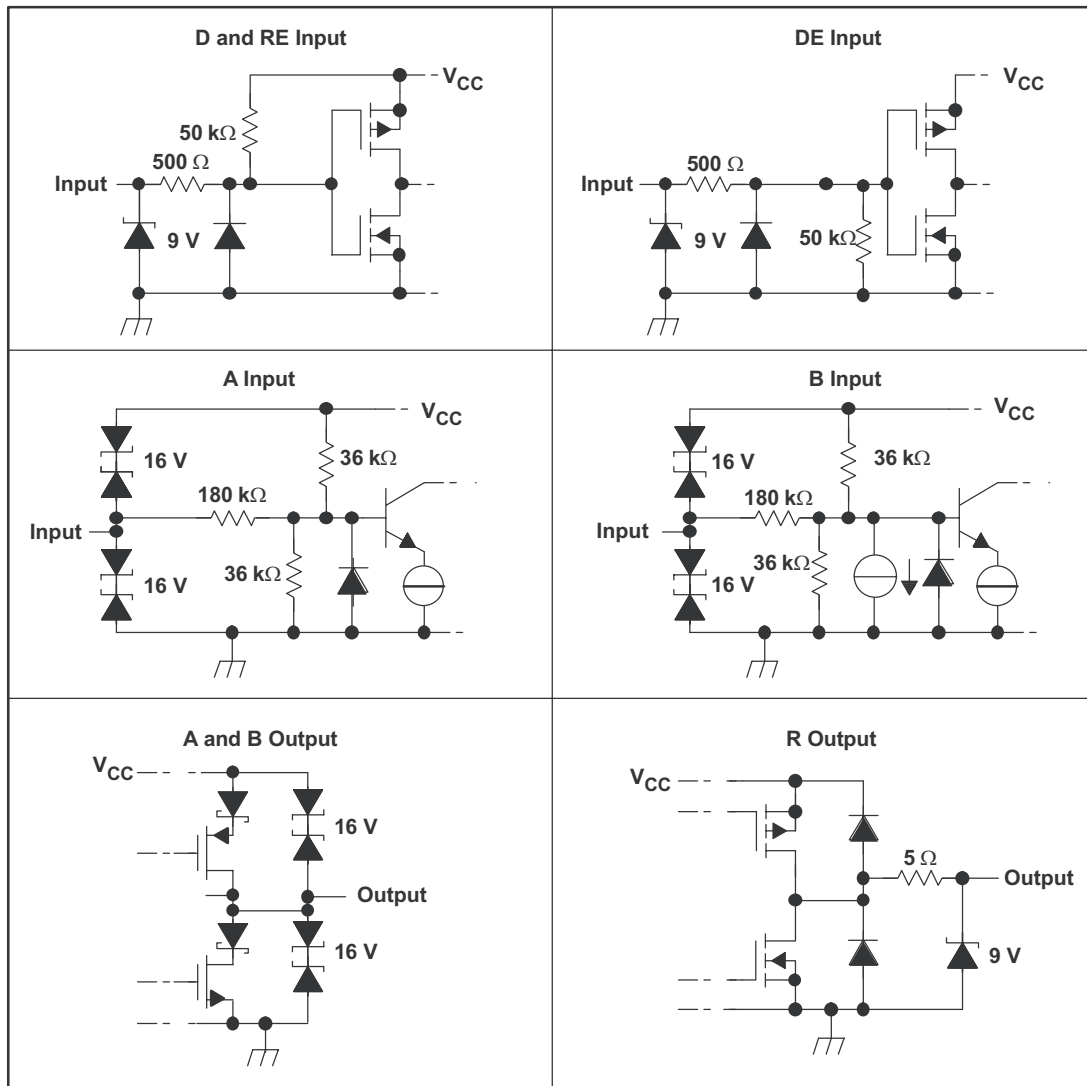 D and RE Input
V_CC
50 kΩ
500 Ω
Input
9 V
DE Input
V_CC
500 Ω
Input
9 V
50 kΩ
A Input
V_CC
16 V
36 kΩ
180 kΩ
Input
36 kΩ
16 V
B Input
V_CC
16 V
36 kΩ
180 kΩ
Input
36 kΩ
16 V
A and B Output
V_CC
16 V
Output
16 V
R Output
V_CC
5 Ω
Output
9 V